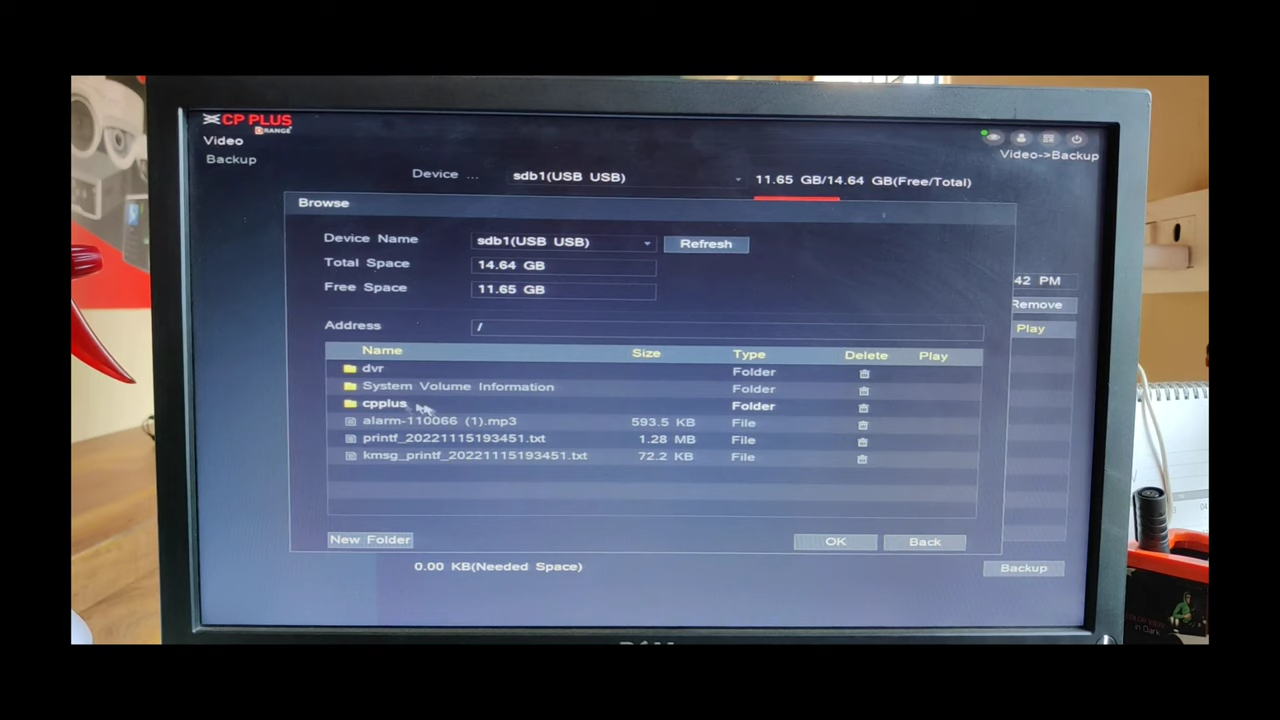 CP PLUS
ORANGE
Video
Backup
Video->Backup
Device ... sdb1(USB USB) 11.65 GB/14.64 GB(Free/Total)
Browse
Device Name sdb1(USB USB) Refresh
Total Space 14.64 GB
Free Space 11.65 GB
42 PM
Remove
Address /
Play
Name Size Type Delete Play
dvr Folder
System Volume Information Folder
cpplus Folder
alarm-110066 (1).mp3 593.5 KB File
printf_20221115193451.txt 1.28 MB File
kmsg_printf_20221115193451.txt 72.2 KB File
New Folder OK Back
0.00 KB(Needed Space) Backup
in Dark